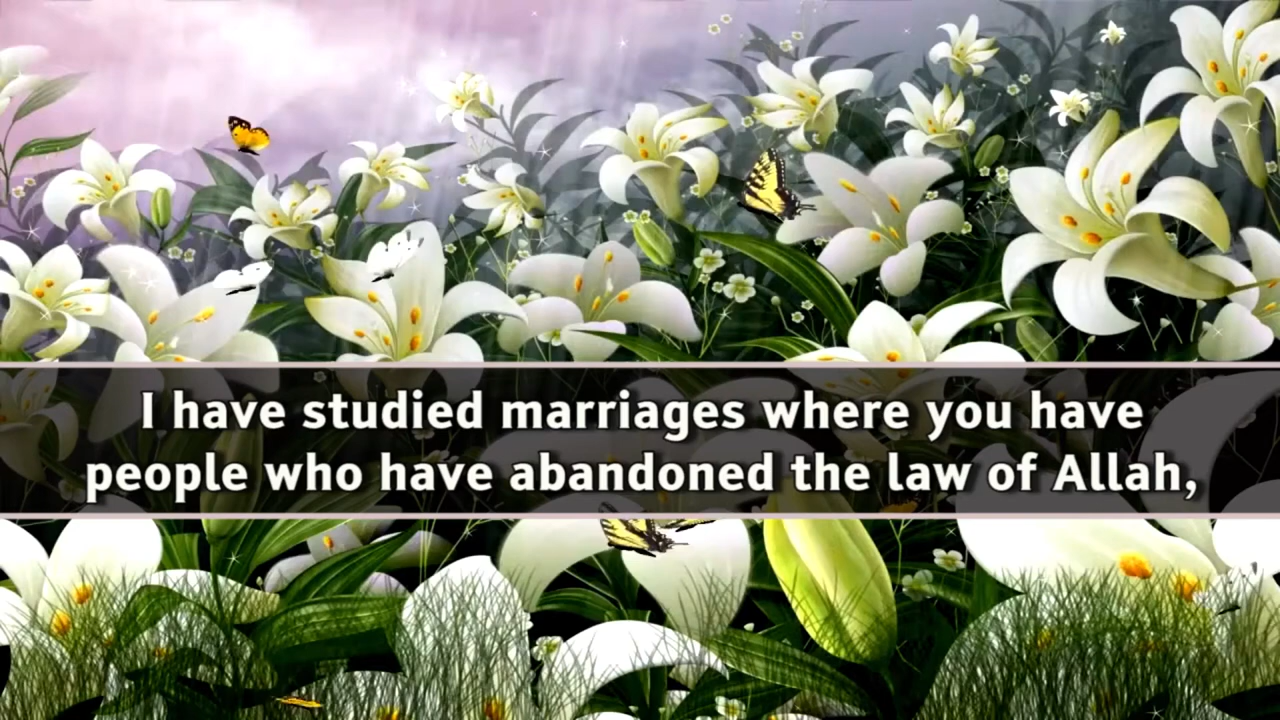 I have studied marriages where you have
people who have abandoned the law of Allah,